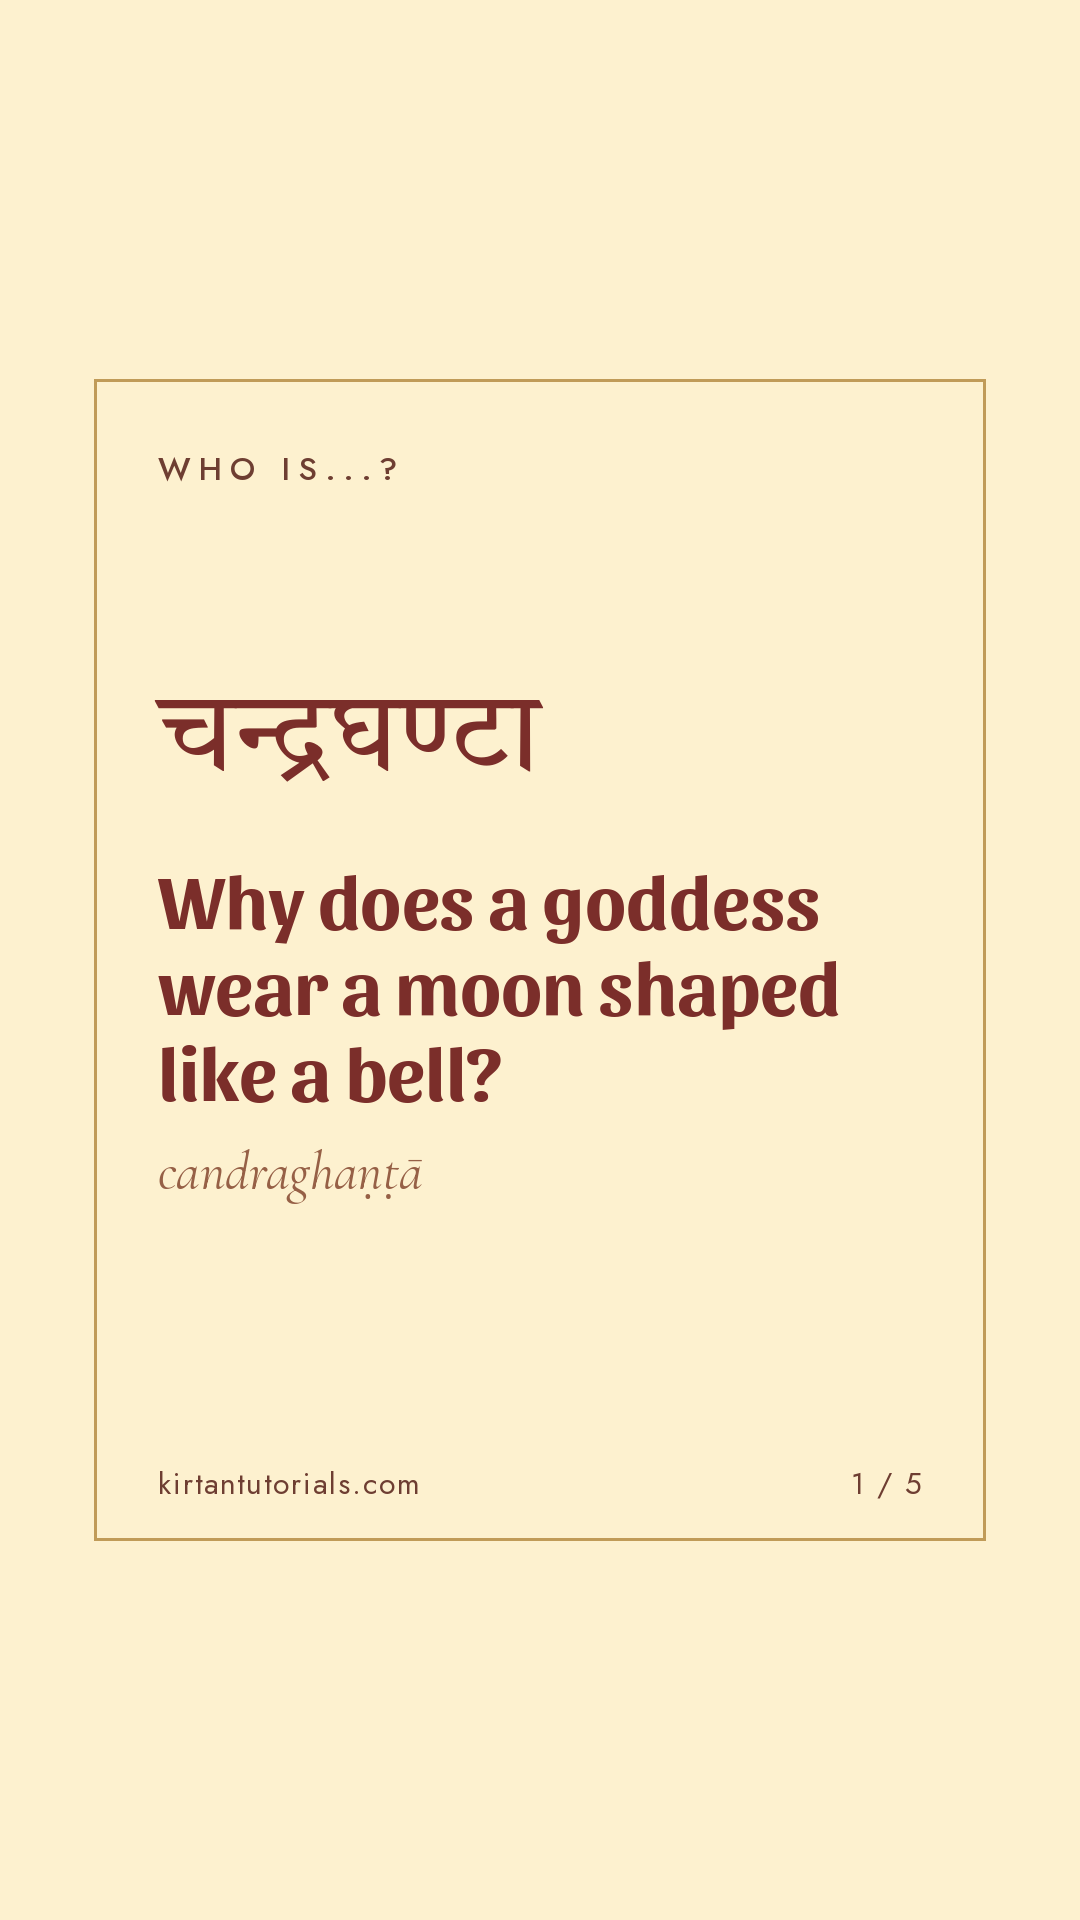 WHO IS...?
चन्द्रघण्टा
Why does a goddess
wear a moon shaped
like a bell?
candraghaṇṭā
kirtantutorials.com
1 / 5